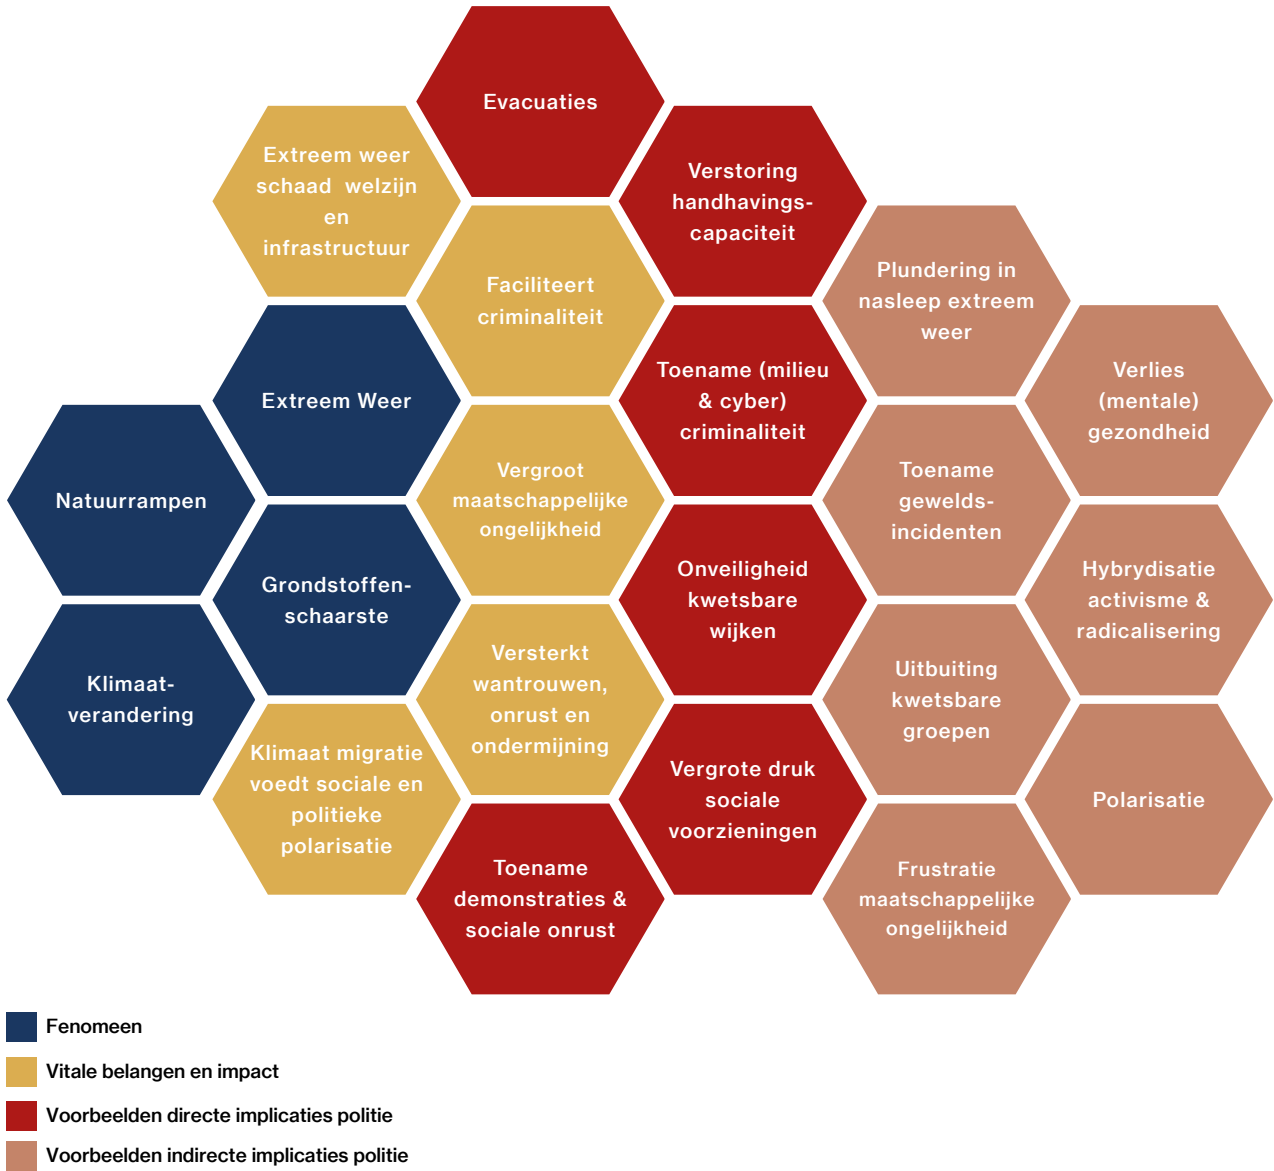 Evacuaties
Extreem weer
schaad welzijn
en
infrastructuur
Verstoring
handhavings-
capaciteit
Faciliteert
criminaliteit
Plundering in
nasleep extreem
weer
Extreem Weer
Toename (milieu
& cyber)
criminaliteit
Verlies
(mentale)
gezondheid
Natuurrampen
Vergroot
maatschappelijke
ongelijkheid
Toename
gewelds-
incidenten
Grondstoffen-
schaarste
Onveiligheid
kwetsbare
wijken
Hybrydisatie
activisme &
radicalisering
Klimaat-
verandering
Versterkt
wantrouwen,
onrust en
ondermijning
Uitbuiting
kwetsbare
groepen
Klimaat migratie
voedt sociale en
politieke
polarisatie
Vergrote druk
sociale
voorzieningen
Polarisatie
Toename
demonstraties &
sociale onrust
Frustratie
maatschappelijke
ongelijkheid
Fenomeen
Vitale belangen en impact
Voorbeelden directe implicaties politie
Voorbeelden indirecte implicaties politie